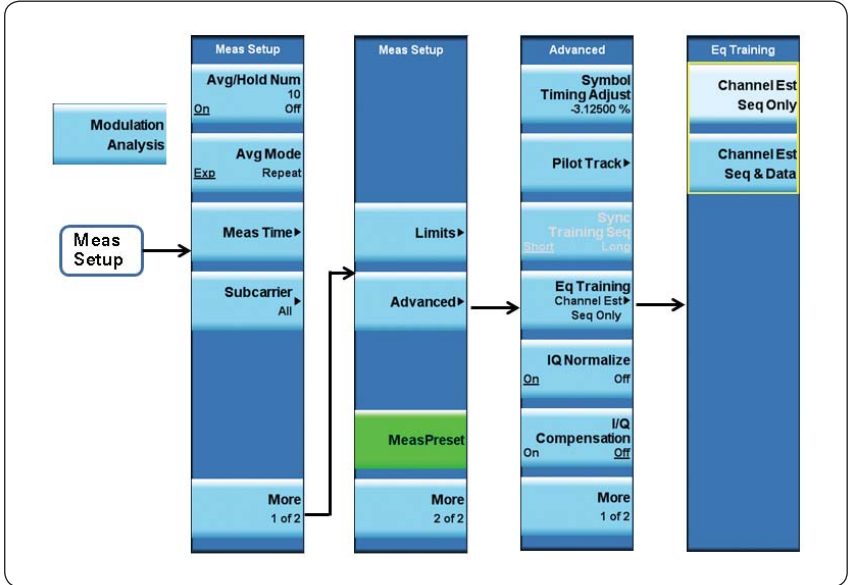 Modulation
Analysis
Meas
Setup
Meas Setup
Avg/Hold Num
10
On Off
Avg Mode
Exp Repeat
Meas Time▸
Subcarrier▸
All
More
1 of 2
Meas Setup
Limits▸
Advanced▸
MeasPreset
More
2 of 2
Advanced
Symbol
Timing Adjust
-3.12500 %
Pilot Track▸
Sync
Training Seq
Short Long
Eq Training
Channel Est▸
Seq Only
IQ Normalize
On Off
I/Q
Compensation
On Off
More
1 of 2
Eq Training
Channel Est
Seq Only
Channel Est
Seq & Data